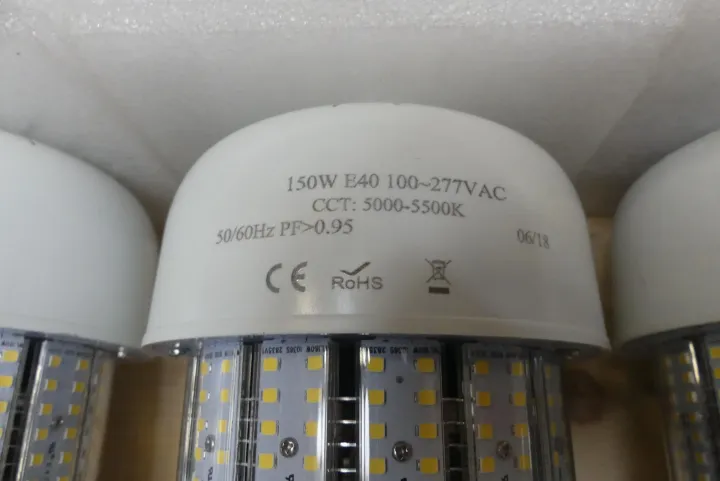 150W E40 100~277VAC
CCT: 5000-5500K
50/60Hz PF>0.95
06/18
CE RoHS